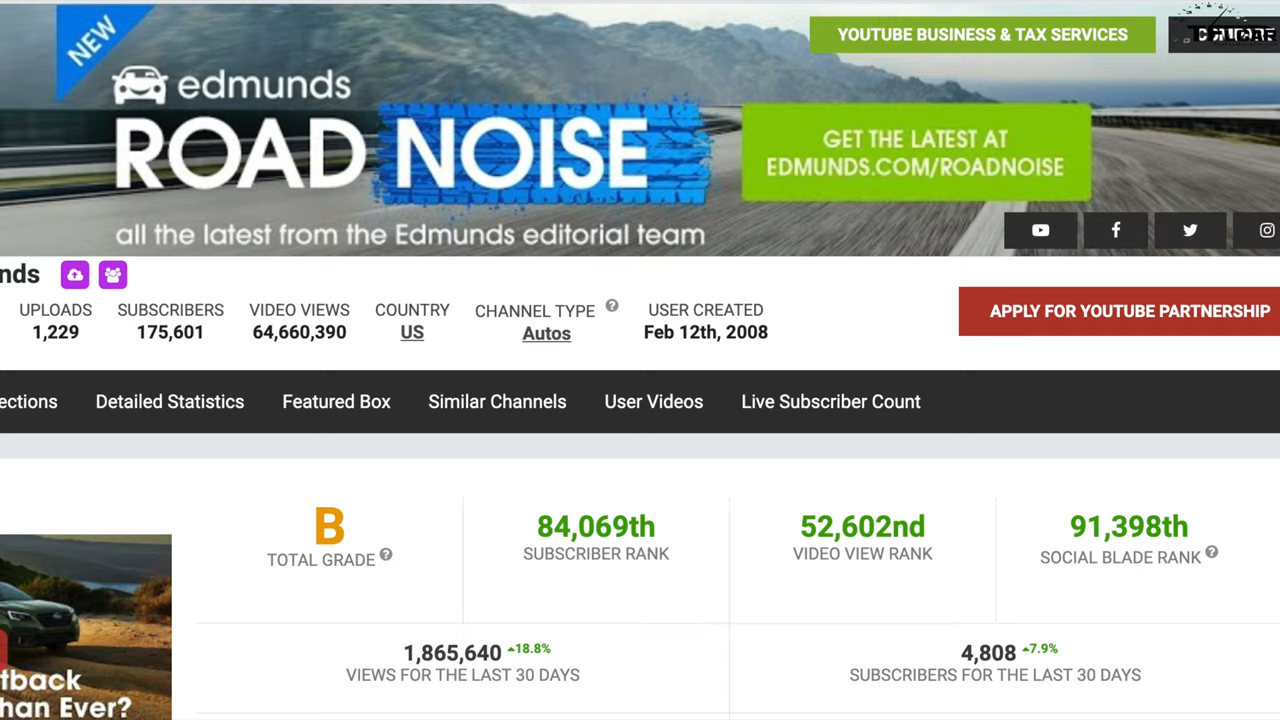 NEW
YOUTUBE BUSINESS & TAX SERVICES
edmunds
ROAD NOISE
GET THE LATEST AT
EDMUNDS.COM/ROADNOISE
all the latest from the Edmunds editorial team
nds
UPLOADS SUBSCRIBERS VIDEO VIEWS COUNTRY CHANNEL TYPE ? USER CREATED
1,229 175,601 64,660,390 US Autos Feb 12th, 2008
APPLY FOR YOUTUBE PARTNERSHIP
ections Detailed Statistics Featured Box Similar Channels User Videos Live Subscriber Count
B 84,069th 52,602nd 91,398th
TOTAL GRADE ? SUBSCRIBER RANK VIDEO VIEW RANK SOCIAL BLADE RANK ?
1,865,640 18.8% 4,808 7.9%
VIEWS FOR THE LAST 30 DAYS SUBSCRIBERS FOR THE LAST 30 DAYS
tback
han Ever?